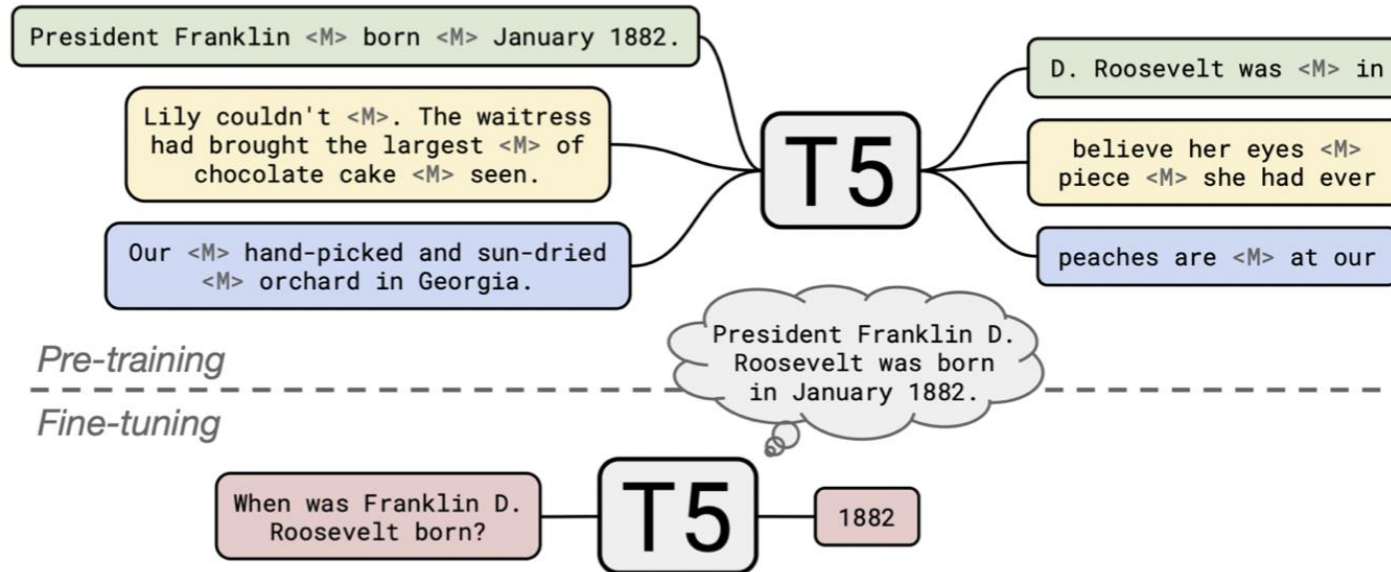 President Franklin <M> born <M> January 1882.
Lily couldn't <M>. The waitress
had brought the largest <M> of
chocolate cake <M> seen.
Our <M> hand-picked and sun-dried
<M> orchard in Georgia.
T5
D. Roosevelt was <M> in
believe her eyes <M>
piece <M> she had ever
peaches are <M> at our
President Franklin D.
Roosevelt was born
in January 1882.
Pre-training
Fine-tuning
When was Franklin D.
Roosevelt born?
T5
1882